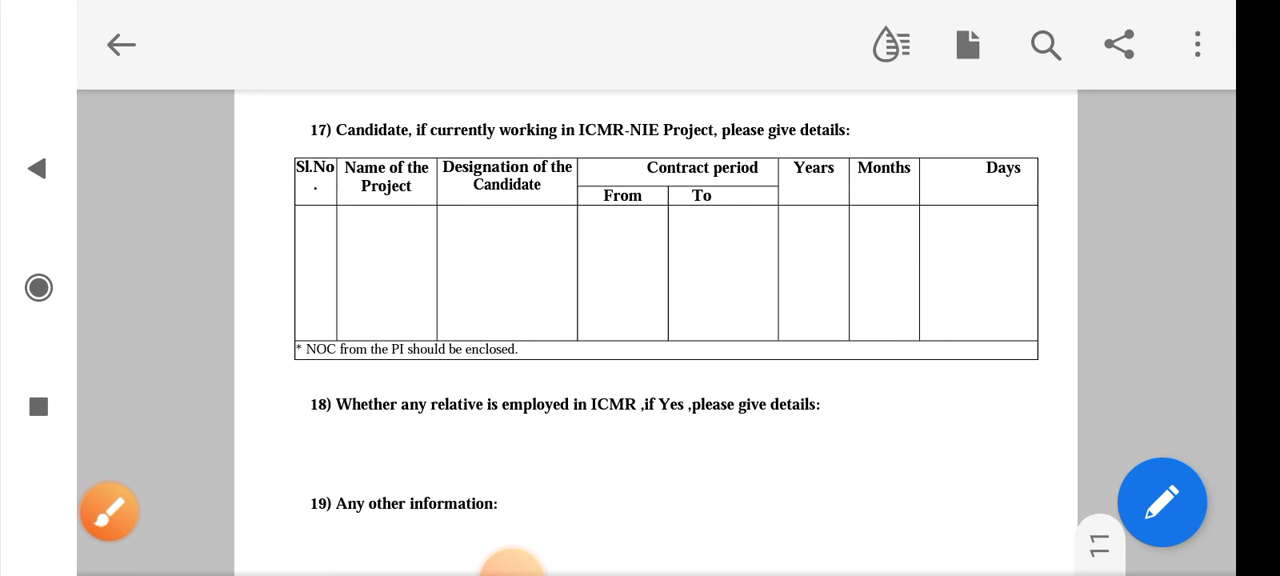 17) Candidate, if currently working in ICMR-NIE Project, please give details:
Sl.No
.
Name of the
Project
Designation of the
Candidate
Contract period
From
To
Years
Months
Days
* NOC from the PI should be enclosed.
18) Whether any relative is employed in ICMR ,if Yes ,please give details:
19) Any other information:
11